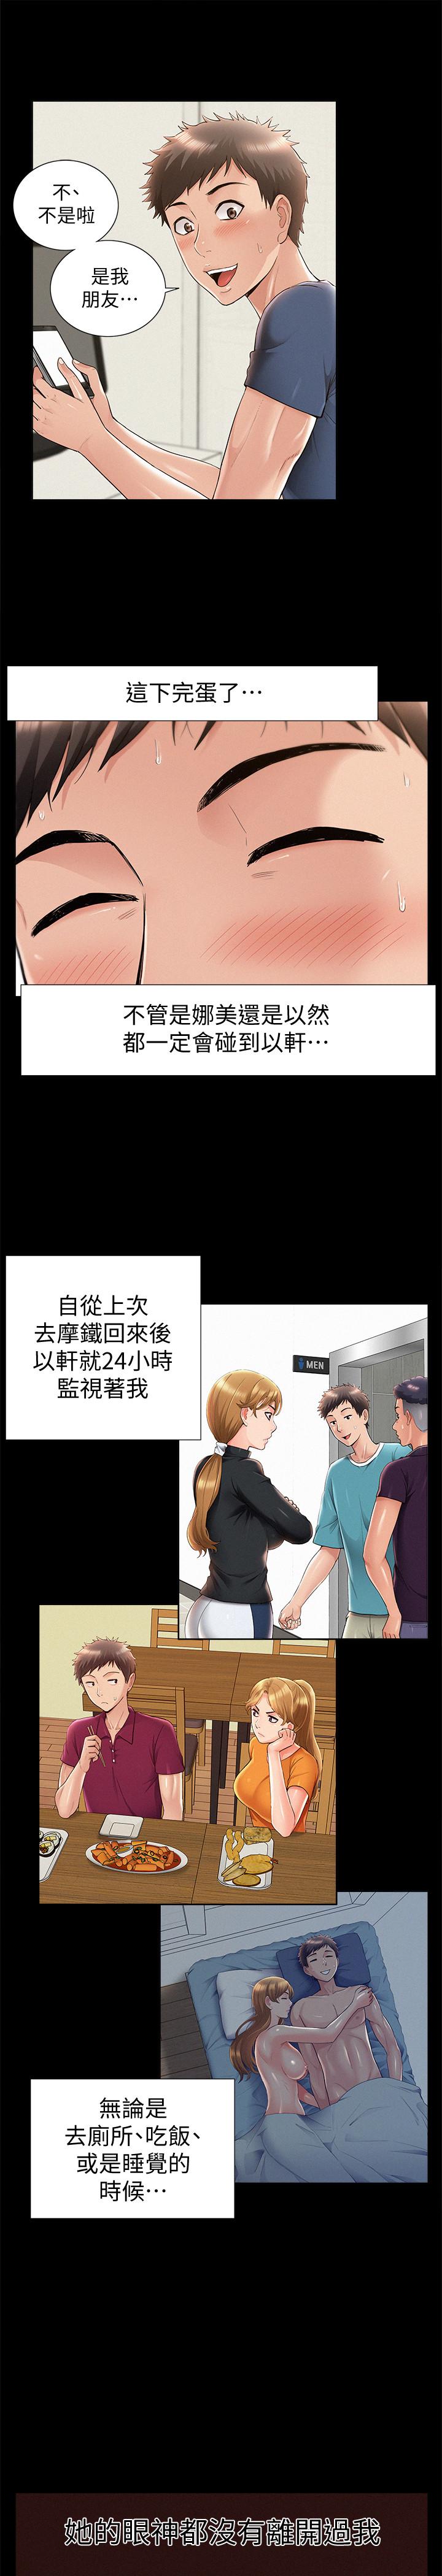 不、
不是啦
是我
朋友⋯
這下完蛋了⋯
不管是娜美還是以然
都一定會碰到以軒⋯
自從上次
去摩鐵回來後
以軒就24小時
監視著我
MEN
無論是
去廁所、吃飯、
或是睡覺的
時候⋯
她的眼神都沒有離開過我